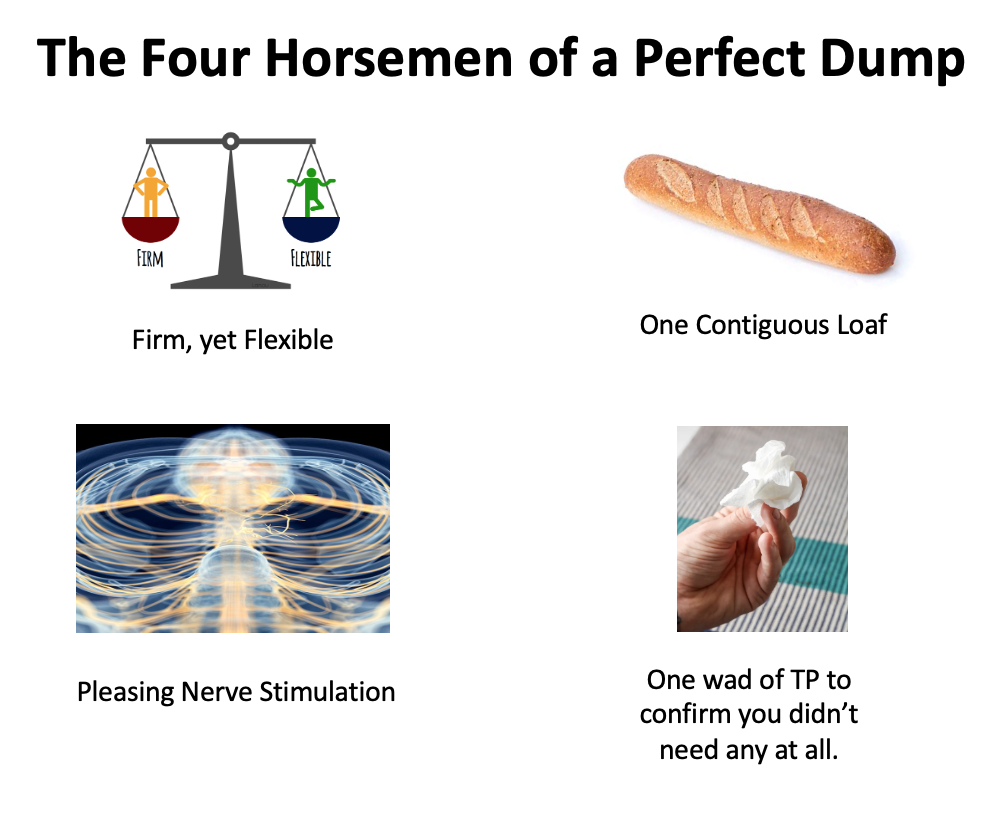 The Four Horsemen of a Perfect Dump
FIRM
FLEXIBLE
Firm, yet Flexible
One Contiguous Loaf
Pleasing Nerve Stimulation
One wad of TP to
confirm you didn’t
need any at all.